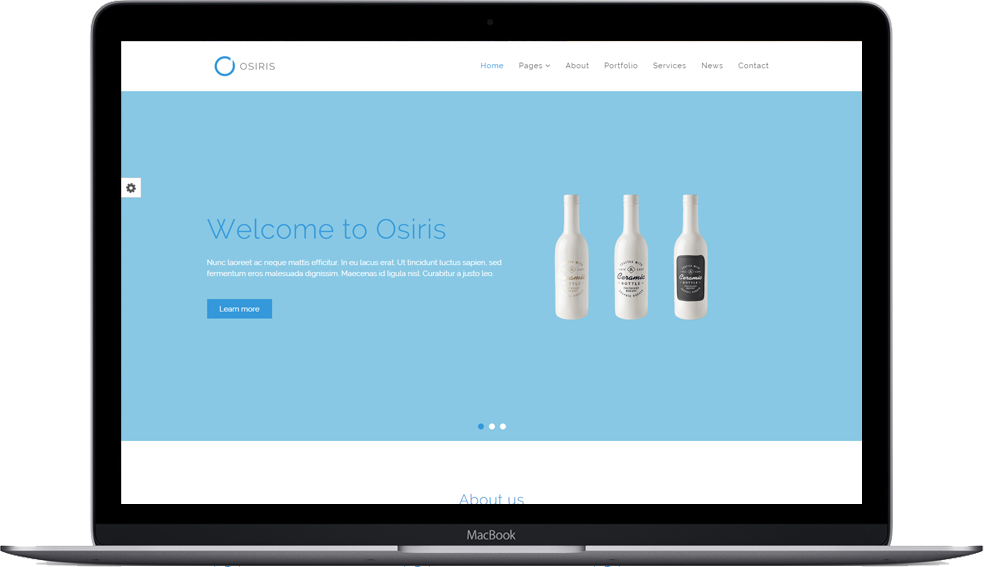 OSIRIS
Home Pages About Portfolio Services News Contact
Welcome to Osiris
Nunc laoreet ac neque mattis efficitur. In eu lacus erat. Ut tincidunt luctus sapien, sed
fermentum eros malesuada dignissim. Maecenas id ligula nisl. Curabitur a justo leo.
Learn more
Ceramic
BOTTLE
Ceramic
BOTTLE
Ceramic
BOTTLE
About us
MacBook